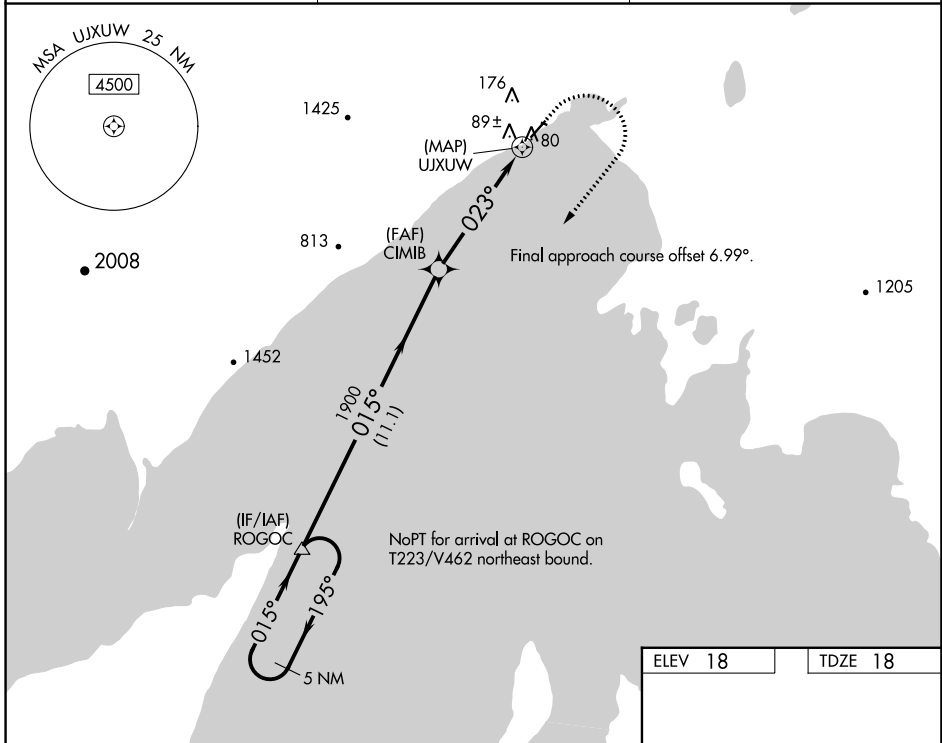 MSA UJXUW 25 NM
4500
1425
176
89±
80
(MAP)
UJXUW
023°
(FAF)
CIMIB
813
2008
Final approach course offset 6.99°.
1205
1452
1900
015°
(11.1)
(IF/IAF)
ROGOC
NoPT for arrival at ROGOC on
T223/V462 northeast bound.
015°
195°
5 NM
ELEV 18
TDZE 18